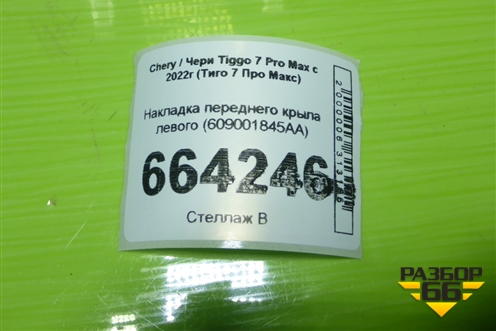 Chery / Чери Tiggo 7 Pro Max с
2022г (Тиго 7 Про Макс)
Накладка переднего крыла
левого (609001845АА)
664246
Стеллаж В
РАЗБОР
66